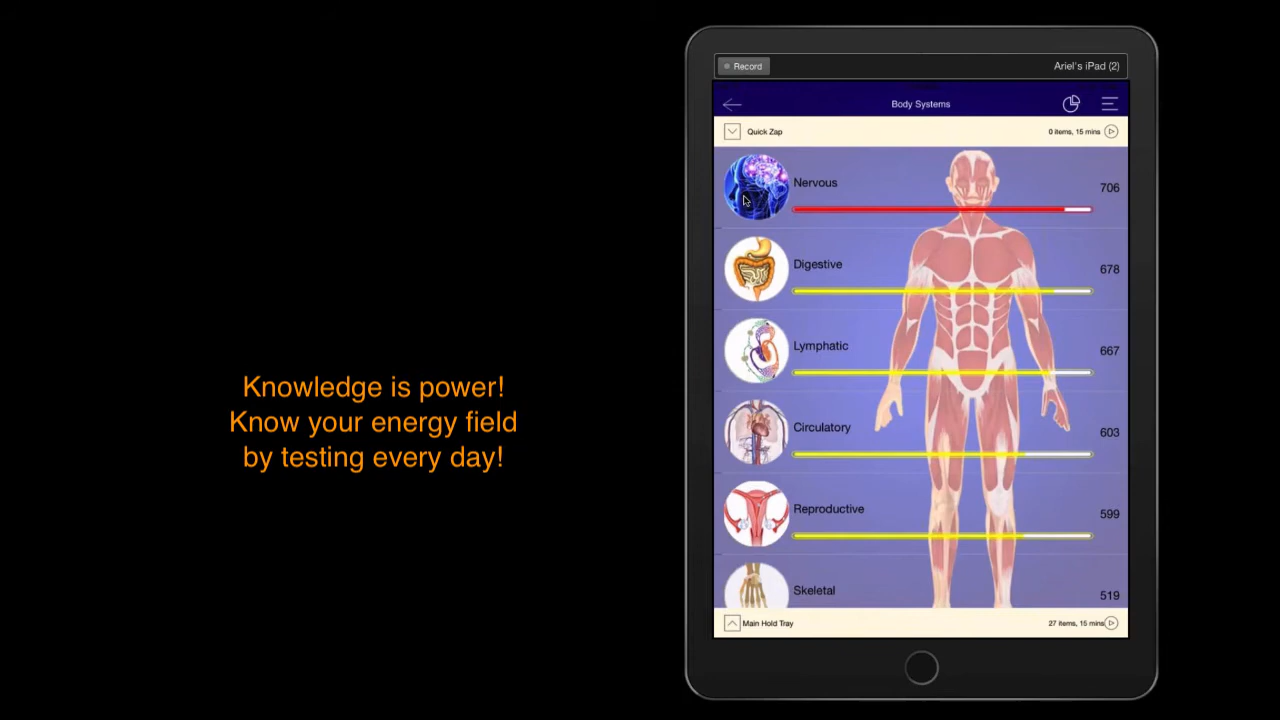 Knowledge is power!
Know your energy field
by testing every day!
Record
Ariel's iPad (2)
Body Systems
Quick Zap
0 items, 15 mins
Nervous
706
Digestive
678
Lymphatic
667
Circulatory
603
Reproductive
599
Skeletal
519
Main Hold Tray
27 items, 15 mins